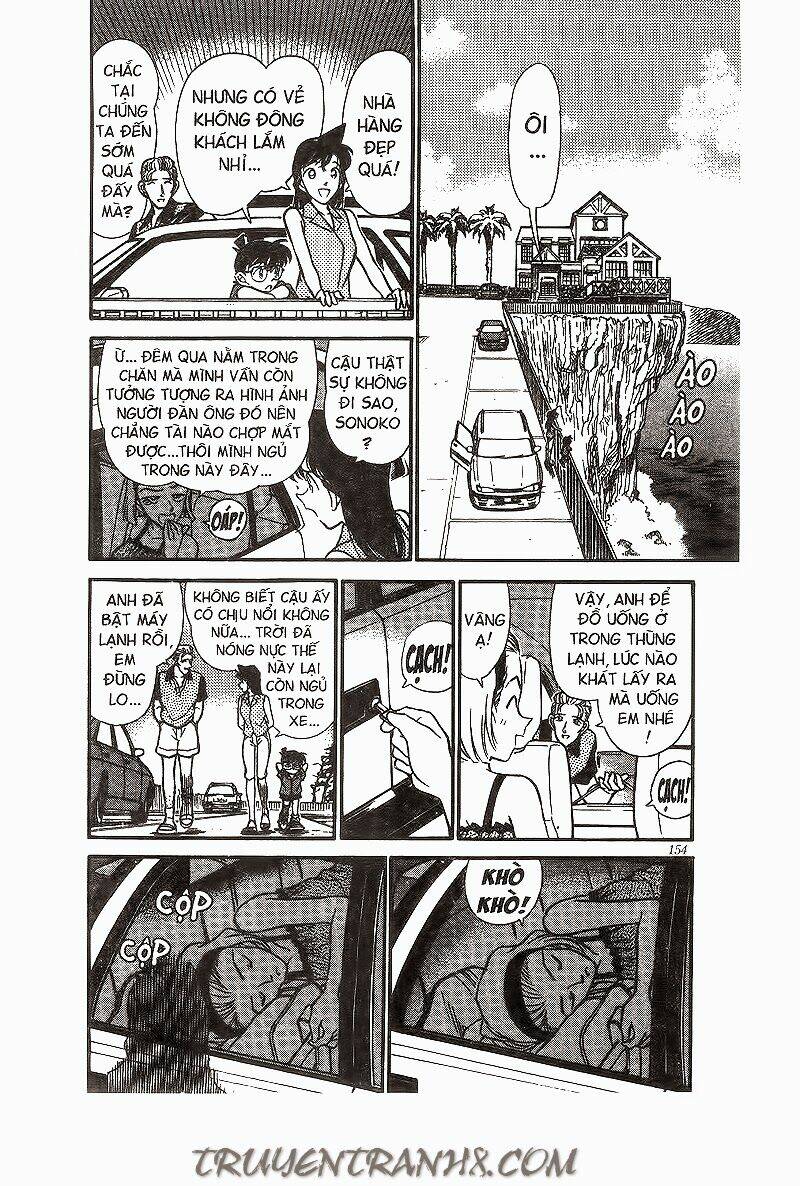 ÔI
...
ÀO
ÀO
ÀO
NHÀ
HÀNG
ĐẸP
QUÁ!
NHƯNG CÓ VẺ
KHÔNG ĐÔNG
KHÁCH LẮM
NHỈ...
CHẮC
TẠI
CHÚNG
TA ĐẾN
SỚM
QUÁ
ĐẤY
MÀ?
CẬU THẬT
SỰ KHÔNG
ĐI SAO,
SONOKO
?
Ừ... ĐÊM QUA NẰM TRONG
CHĂN MÀ MÌNH VẪN CÒN
TƯỞNG TƯỢNG RA HÌNH ẢNH
NGƯỜI ĐÀN ÔNG ĐÓ NÊN
CHẲNG TÀI NÀO CHỢP MẮT
ĐƯỢC...THÔI MÌNH NGỦ
TRONG NÀY ĐÂY...
OÁP!
VẬY, ANH ĐỂ
ĐỒ UỐNG Ở
TRONG THÙNG
LẠNH, LÚC NÀO
KHÁT LẤY RA
MÀ UỐNG
EM NHÉ
!
VÂNG
Ạ!
CẠCH!
CẠCH!
KHÔNG BIẾT CẬU ẤY
CÓ CHỊU NỔI KHÔNG
NỮA... TRỜI ĐÃ
NÓNG NỰC THẾ
NÀY LẠI
CÒN NGỦ
TRONG
XE...
ANH ĐÃ
BẬT MÁY
LẠNH RỒI,
EM
ĐỪNG
LO...
154
KHÒ
KHÒ!
CỘP
CỘP
TRUYENTRANH8.COM